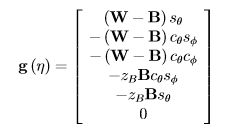 g (η) =
(W − B) s_θ
− (W − B) c_θ s_ϕ
− (W − B) c_θ c_ϕ
−z_B B c_θ s_ϕ
−z_B B s_θ
0